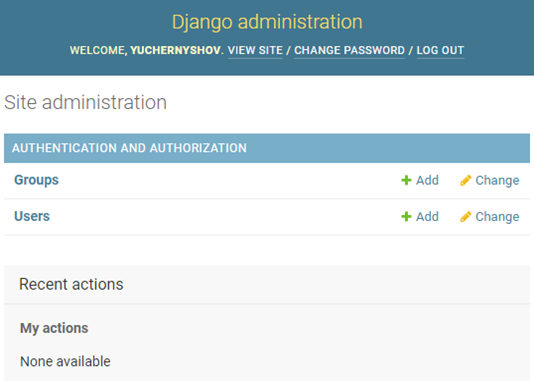 Django administration
WELCOME, YUCHERNYSHOV. VIEW SITE / CHANGE PASSWORD / LOG OUT
Site administration
AUTHENTICATION AND AUTHORIZATION
Groups Add Change
Users Add Change
Recent actions
My actions
None available